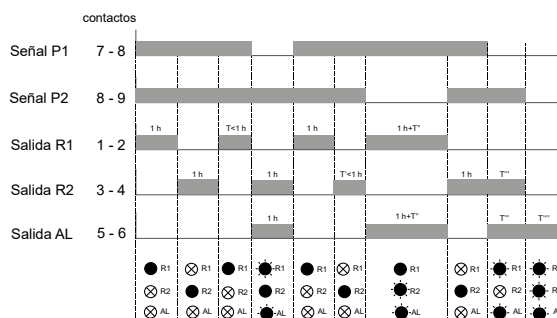 contactos
Señal P1 7 - 8
Señal P2 8 - 9
1 h T<1 h 1 h 1 h+T''
Salida R1 1 - 2
1 h 1 h T'<1 h 1 h T'''
Salida R2 3 - 4
1 h 1 h+T'' T''' T''''
Salida AL 5 - 6
R1 R1 R1 R1 R1 R1 R1 R1 R1 R
R2 R2 R2 R2 R2 R2 R2 R2 R2 R
AL AL AL AL AL AL AL AL AL AL